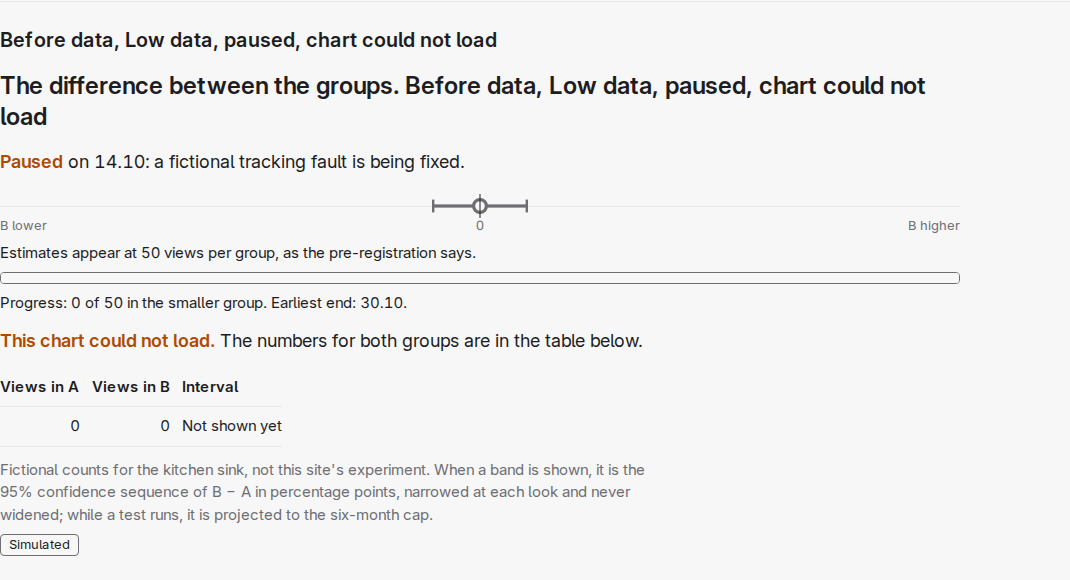 Before data, Low data, paused, chart could not load
The difference between the groups. Before data, Low data, paused, chart could not
load
Paused on 14.10: a fictional tracking fault is being fixed.
B lower 0 B higher
Estimates appear at 50 views per group, as the pre-registration says.
Progress: 0 of 50 in the smaller group. Earliest end: 30.10.
This chart could not load. The numbers for both groups are in the table below.
Views in A Views in B Interval
0 0 Not shown yet
Fictional counts for the kitchen sink, not this site's experiment. When a band is shown, it is the
95% confidence sequence of B − A in percentage points, narrowed at each look and never
widened; while a test runs, it is projected to the six-month cap.
Simulated